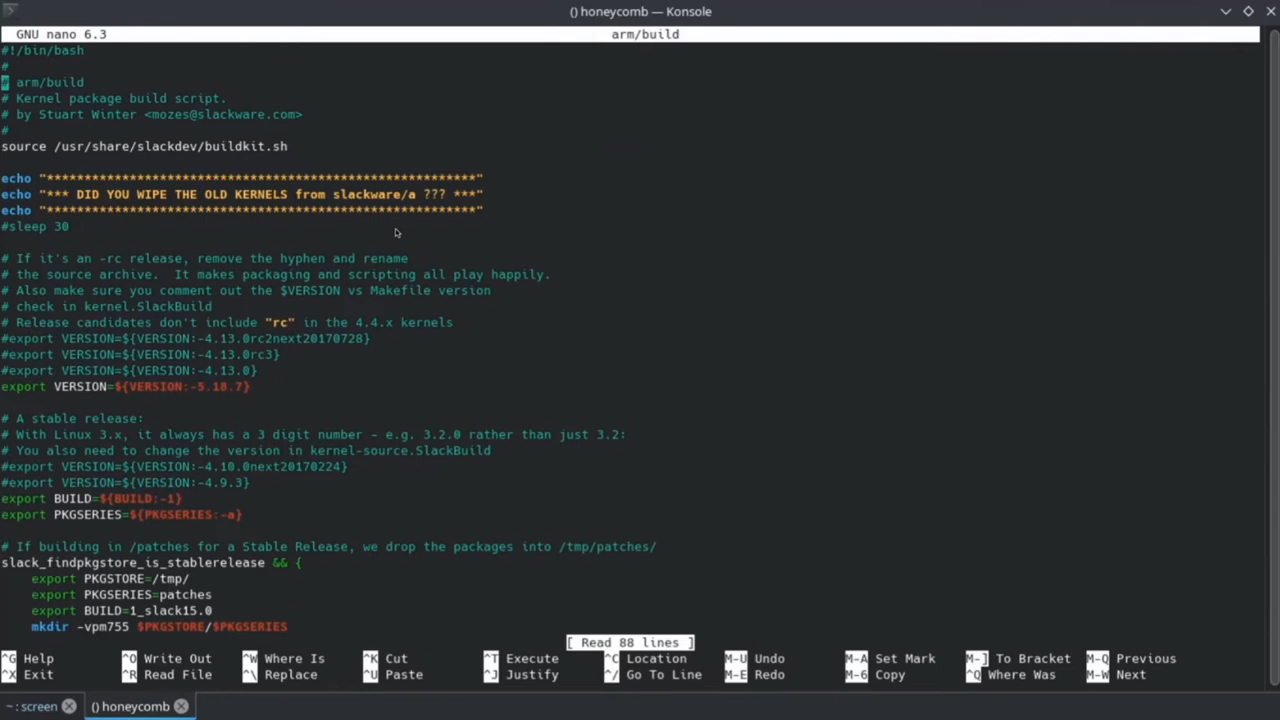 () honeycomb — Konsole
GNU nano 6.3 arm/build
#!/bin/bash
#
# arm/build
# Kernel package build script.
# by Stuart Winter <mozes@slackware.com>
#
source /usr/share/slackdev/buildkit.sh
echo "*********************************************************"
echo "*** DID YOU WIPE THE OLD KERNELS from slackware/a ??? ***"
echo "*********************************************************"
#sleep 30
# If it's an -rc release, remove the hyphen and rename
# the source archive.  It makes packaging and scripting all play happily.
# Also make sure you comment out the $VERSION vs Makefile version
# check in kernel.SlackBuild
# Release candidates don't include "rc" in the 4.4.x kernels
#export VERSION=${VERSION:-4.13.0rc2next20170728}
#export VERSION=${VERSION:-4.13.0rc3}
#export VERSION=${VERSION:-4.13.0}
export VERSION=${VERSION:-5.18.7}
# A stable release:
# With Linux 3.x, it always has a 3 digit number - e.g. 3.2.0 rather than just 3.2:
# You also need to change the version in kernel-source.SlackBuild
#export VERSION=${VERSION:-4.10.0next20170224}
#export VERSION=${VERSION:-4.9.3}
export BUILD=${BUILD:-1}
export PKGSERIES=${PKGSERIES:-a}
# If building in /patches for a Stable Release, we drop the packages into /tmp/patches/
slack_findpkgstore_is_stablerelease && {
    export PKGSTORE=/tmp/
    export PKGSERIES=patches
    export BUILD=1_slack15.0
    mkdir -vpm755 $PKGSTORE/$PKGSERIES
[ Read 88 lines ]
^G Help ^O Write Out ^W Where Is ^K Cut ^T Execute ^C Location M-U Undo M-A Set Mark M-] To Bracket M-Q Previous
^X Exit ^R Read File ^\ Replace ^U Paste ^J Justify ^/ Go To Line M-E Redo M-6 Copy ^Q Where Was M-W Next
~ : screen () honeycomb